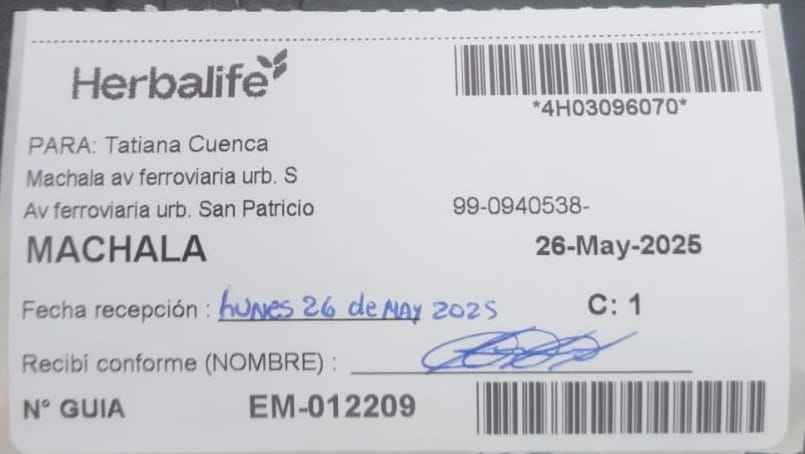 Herbalife
*4H03096070*
PARA: Tatiana Cuenca
Machala av ferroviaria urb. S
Av ferroviaria urb. San Patricio 99-0940538-
MACHALA 26-May-2025
Fecha recepción : lunes 26 de MAY 2025 C: 1
Recibí conforme (NOMBRE) :
N° GUIA EM-012209